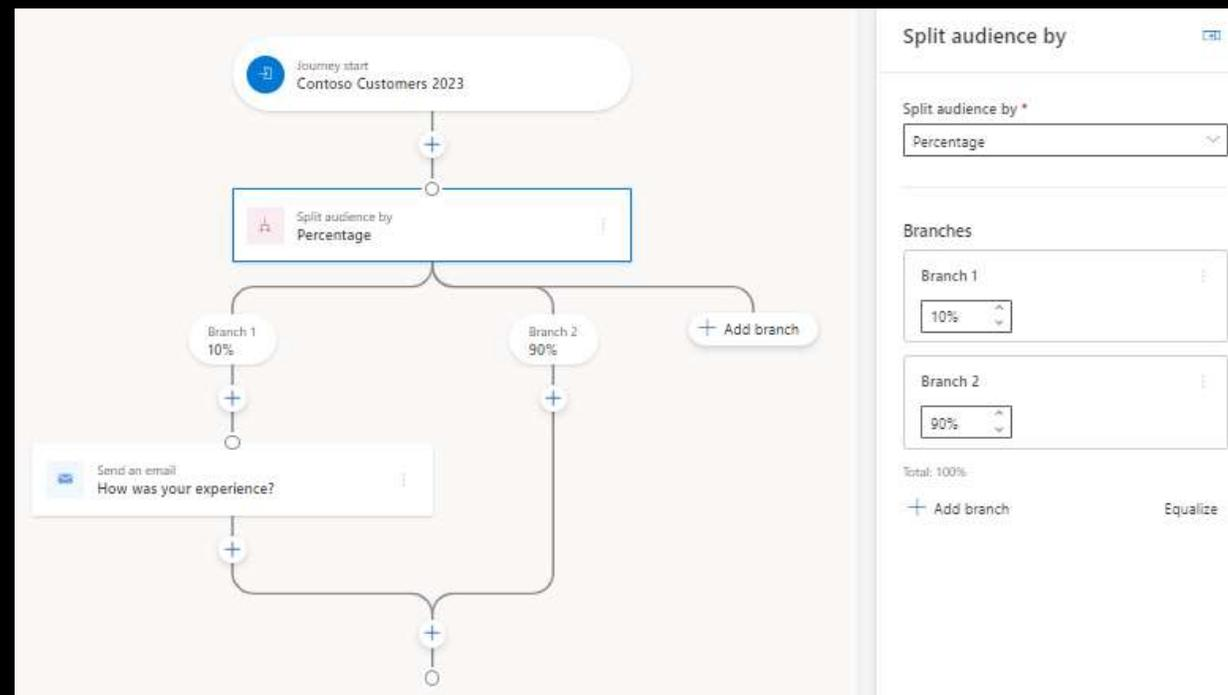 Journey start
Contoso Customers 2023
Split audience by
Percentage
Branch 1
10%
Branch 2
90%
Add branch
Send an email
How was your experience?
Split audience by
Split audience by *
Percentage
Branches
Branch 1
10%
Branch 2
90%
Total: 100%
Add branch
Equalize